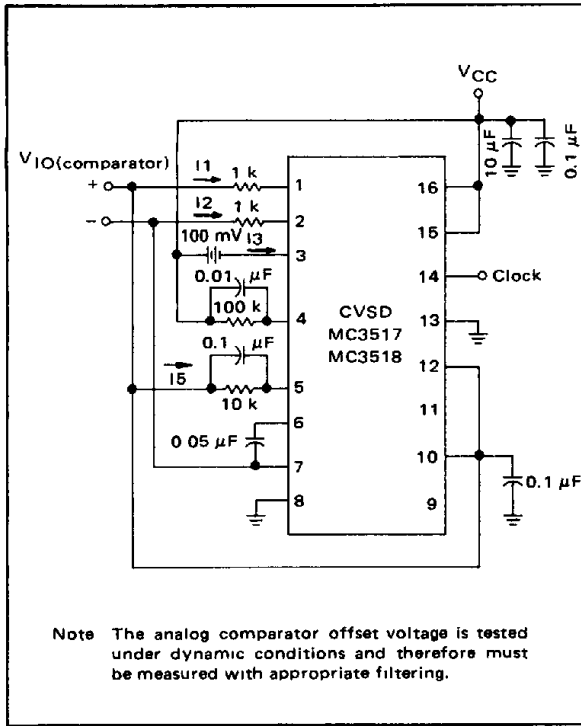 VCC
10 µF
0.1 µF
VIO(comparator)
+
I1
1 k
1
16
I2
1 k
−
2
100 mV
I3
3
15
0.01 µF
14
Clock
100 k
4
CVSD
MC3517
MC3518
13
0.1 µF
12
I5
5
10 k
11
6
0 05 µF
7
10
0.1 µF
8
9
Note The analog comparator offset voltage is tested
under dynamic conditions and therefore must
be measured with appropriate filtering.